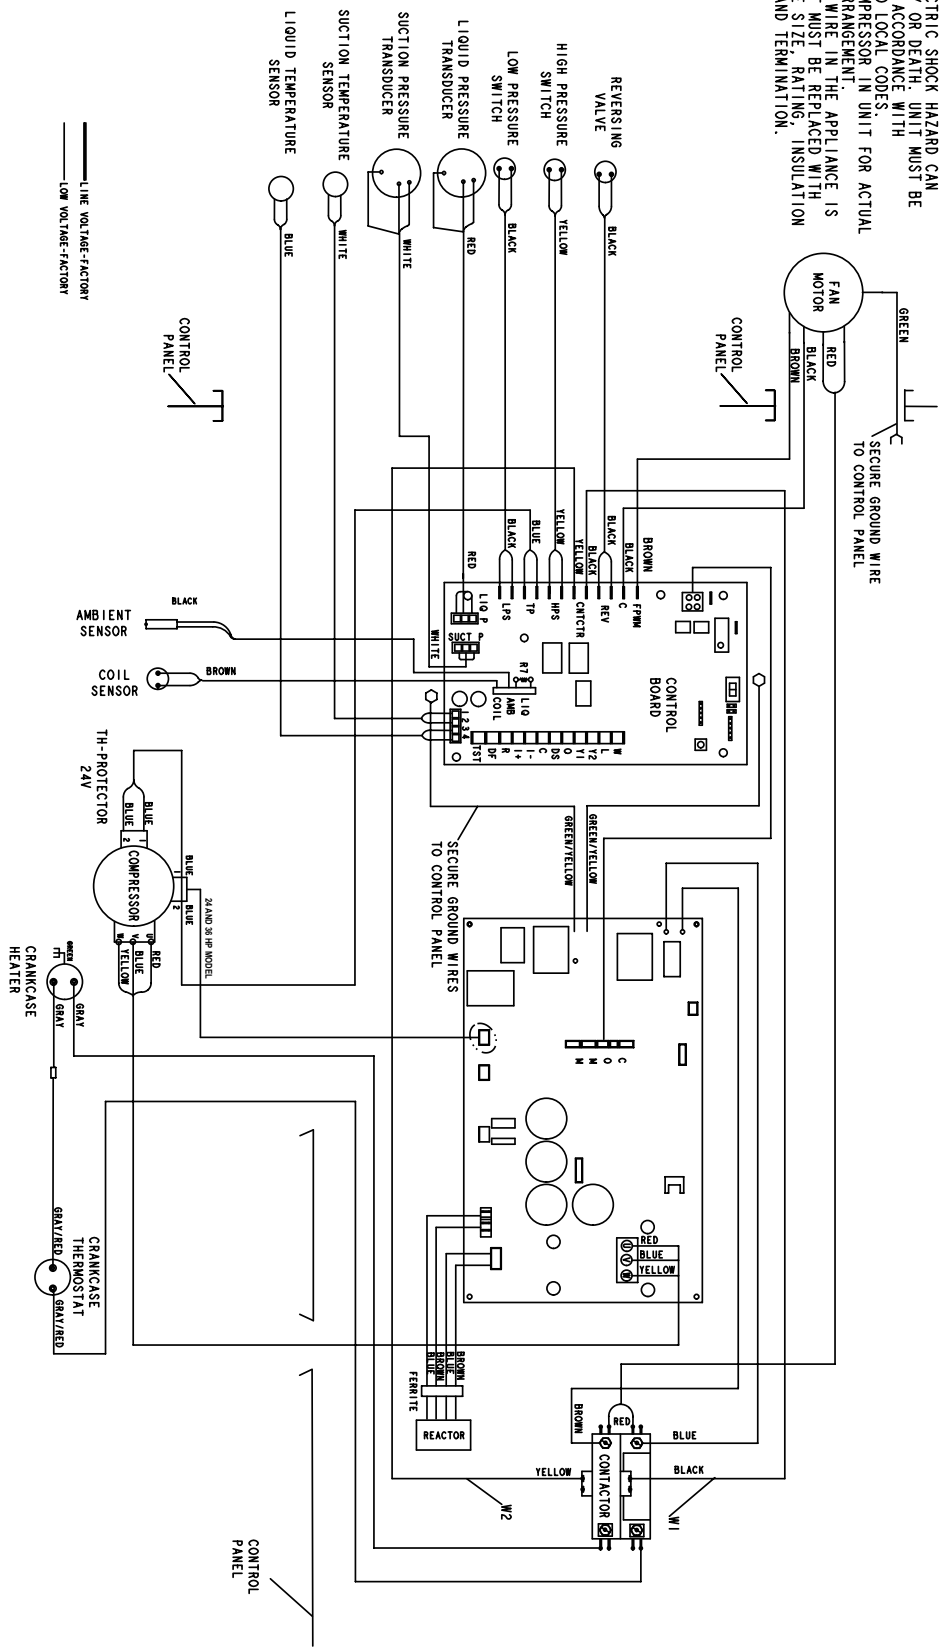 CTRIC SHOCK HAZARD CAN
Y OR DEATH. UNIT MUST BE
ACCORDANCE WITH
D LOCAL CODES.
MPRESSOR IN UNIT FOR ACTUAL
RRANGEMENT.
WIRE IN THE APPLIANCE IS
T MUST BE REPLACED WITH
E SIZE, RATING, INSULATION
AND TERMINATION.
GREEN
SECURE GROUND WIRE
TO CONTROL PANEL
FAN
MOTOR
RED
BLACK
BROWN
CONTROL
PANEL
REVERSING
VALVE
BLACK
HIGH PRESSURE
SWITCH
YELLOW
LOW PRESSURE
SWITCH
BLACK
LIQUID PRESSURE
TRANSDUCER
RED
SUCTION PRESSURE
TRANSDUCER
WHITE
SUCTION TEMPERATURE
SENSOR
WHITE
LIQUID TEMPERATURE
SENSOR
BLUE
LINE VOLTAGE-FACTORY
LOW VOLTAGE-FACTORY
CONTROL
PANEL
BROWN
BLACK
BLACK
BLACK
YELLOW
YELLOW
BLUE
BLACK
RED
WHITE
FPWM
C
REV
CNTCTR
HPS
TP
LPS
LIQ P
SUCT P
R7
CONTROL
BOARD
LIQ
AMB
COIL
1
2
3
4
W
L
Y2
Y1
O
DS
C
I-
I+
R
DF
TST
BLACK
AMBIENT
SENSOR
BROWN
COIL
SENSOR
GREEN/YELLOW
GREEN/YELLOW
SECURE GROUND WIRES
TO CONTROL PANEL
TH-PROTECTOR
24V
BLUE
BLUE
1
2
COMPRESSOR
BLUE
1
BLUE
2
24 AND 36 HP MODEL
U
V
W
RED
BLUE
YELLOW
GREEN
CRANKCASE
HEATER
GRAY
GRAY
C
O
M
M
GRAY/RED
CRANKCASE
THERMOSTAT
GRAY/RED
RED
BLUE
YELLOW
U
V
W
BROWN
BLUE
BROWN
BLUE
FERRITE
REACTOR
RED
BROWN
BLUE
YELLOW
BLACK
CONTACTOR
W1
W2
CONTROL
PANEL